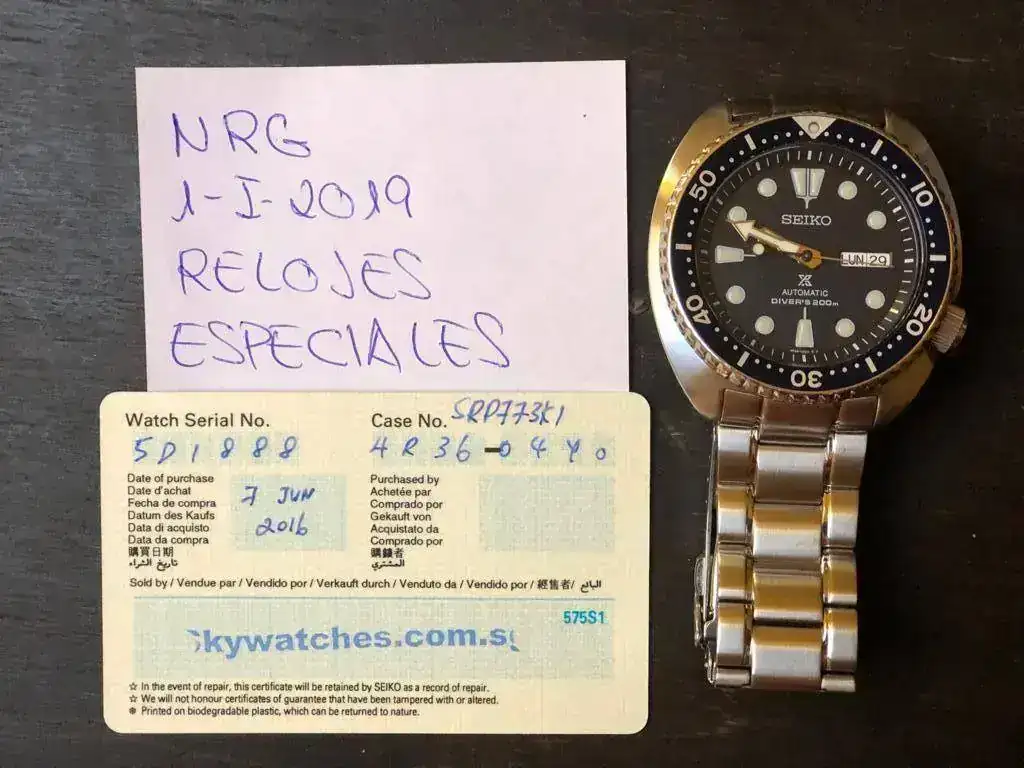 NRG
1-I-2019
RELOJES
ESPECIALES
Watch Serial No.
5D1888
Case No. SRP773K1
4R36-04Y0
Date of purchase
Date d'achat
Fecha de compra
Datum des Kaufs
Data di acquisto
Data da compra
購買日期
تاريخ الشراء
7 JUN
2016
Purchased by
Achetée par
Comprado por
Gekauft von
Acquistato da
Comprado por
購錶者
المشتري
Sold by / Vendue par / Vendido por / Verkauft durch / Venduto da / Vendido por / 經售者/ البائع
575S1
kywatches.com.s
☆ In the event of repair, this certificate will be retained by SEIKO as a record of repair.
☆ We will not honour certificates of guarantee that have been tampered with or altered.
❋ Printed on biodegradable plastic, which can be returned to nature.
50
10
40
20
30
SEIKO
LUN 29
AUTOMATIC
DIVER'S 200m